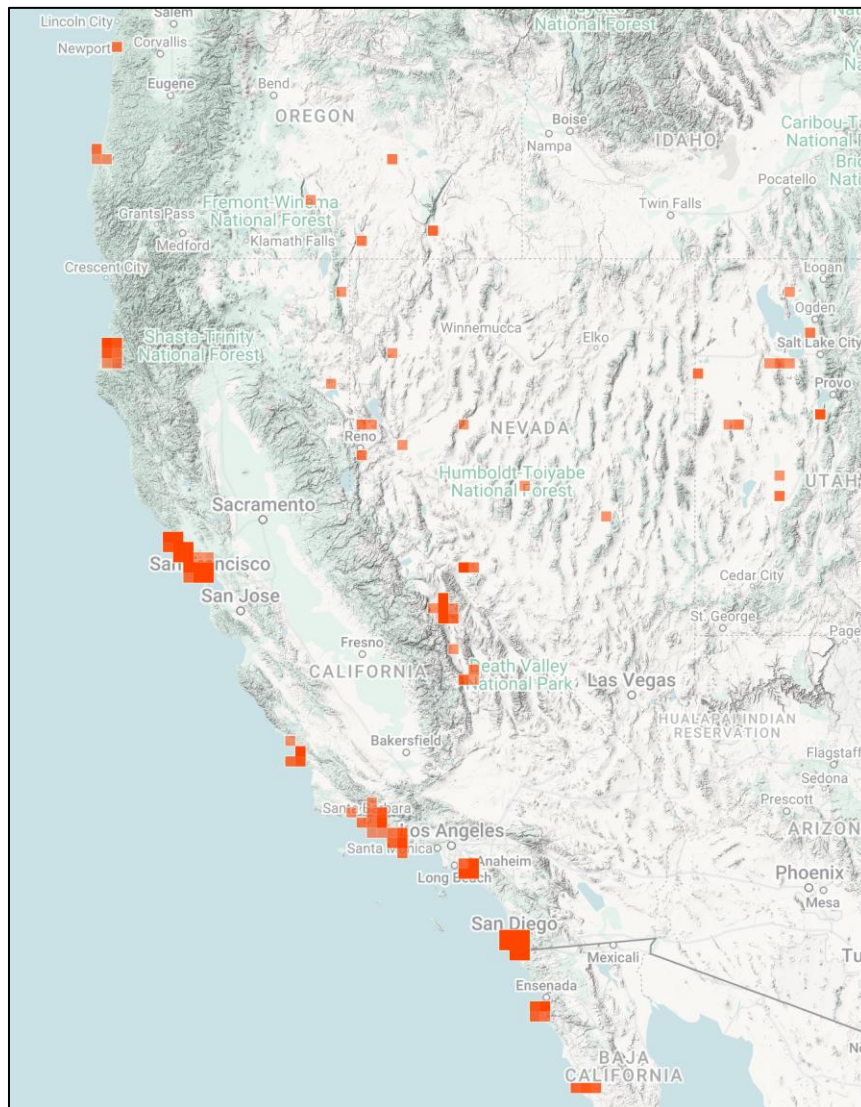 Salem
Lincoln City
National Forest
Newport
Corvallis
Eugene
Bend
OREGON
Boise
Nampa
IDAHO
Caribou-Ta
National
Pocatello
Twin Falls
Fremont-Winema
National Forest
Grants Pass
Medford
Klamath Falls
Crescent City
Logan
Ogden
Shasta-Trinity
National Forest
Winnemucca
Elko
Salt Lake City
Provo
Reno
NEVADA
Humboldt-Toiyabe
National Forest
UTAH
Sacramento
San Francisco
San Jose
Cedar City
St. George
Page
Fresno
CALIFORNIA
Death Valley
National Park
Las Vegas
HUALAPAI INDIAN
RESERVATION
Bakersfield
Flagstaff
Sedona
Santa Barbara
Prescott
Los Angeles
ARIZON
Santa Monica
Anaheim
Long Beach
Phoenix
Mesa
San Diego
Mexicali
Tu
Ensenada
BAJA
CALIFORNIA